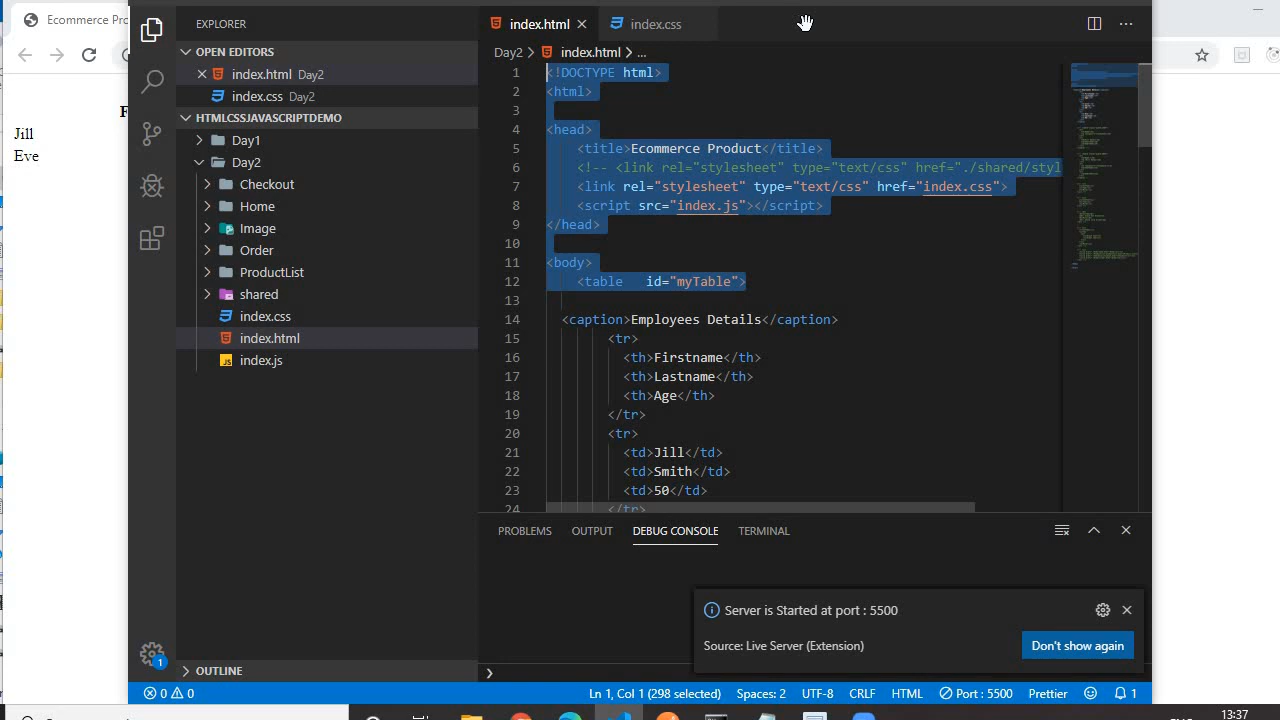 Ecommerce Pro
F
Jill
Eve
EXPLORER
OPEN EDITORS
index.html Day2
index.css Day2
HTMLCSSJAVASCRIPTDEMO
Day1
Day2
Checkout
Home
Image
Order
ProductList
shared
index.css
index.html
index.js
OUTLINE
index.html
index.css
Day2 > index.html > ...
1 <!DOCTYPE html>
2 <html>
3
4 <head>
5 <title>Ecommerce Product</title>
6 <!-- <link rel="stylesheet" type="text/css" href="./shared/styl
7 <link rel="stylesheet" type="text/css" href="index.css">
8 <script src="index.js"></script>
9 </head>
10
11 <body>
12 <table   id="myTable">
13
14 <caption>Employees Details</caption>
15 <tr>
16 <th>Firstname</th>
17 <th>Lastname</th>
18 <th>Age</th>
19 </tr>
20 <tr>
21 <td>Jill</td>
22 <td>Smith</td>
23 <td>50</td>
24 </tr>
PROBLEMS OUTPUT DEBUG CONSOLE TERMINAL
Server is Started at port : 5500
Source: Live Server (Extension)
Don't show again
1
0 0
Ln 1, Col 1 (298 selected) Spaces: 2 UTF-8 CRLF HTML Port : 5500 Prettier 1
13:37